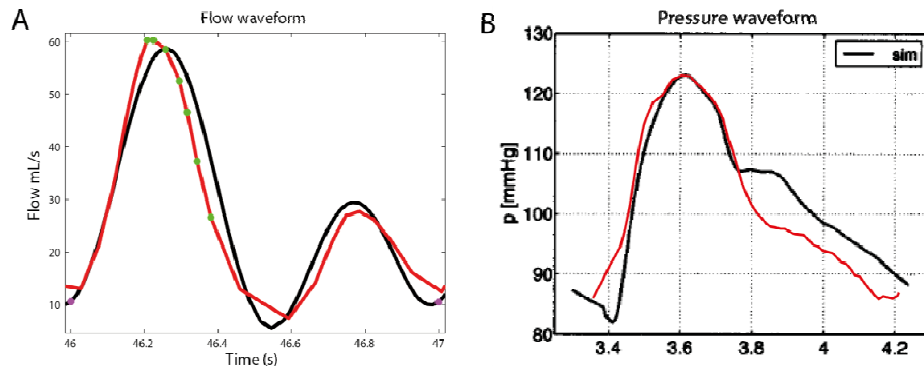 A
Flow waveform
60
50
40
30
20
10
Flow mL/s
46
46.2
46.4
46.6
46.8
47
Time (s)
B
Pressure waveform
sim
130
120
110
100
90
80
p [mmHg]
3.4
3.6
3.8
4
4.2